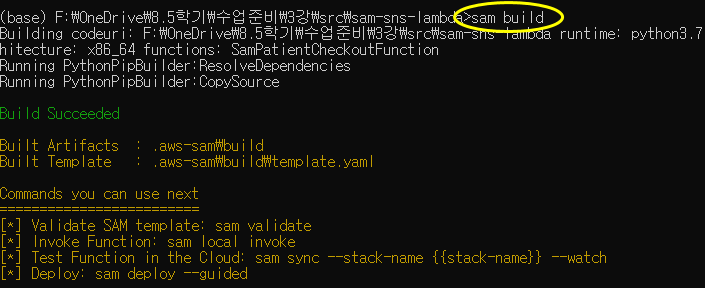 (base) F:₩OneDrive₩8.5학기₩수업준비₩3강₩src₩sam-sns-lambda>sam build
Building codeuri: F:₩OneDrive₩8.5학기₩수업준비₩3강₩src₩sam-sns-lambda runtime: python3.7
hitecture: x86_64 functions: SamPatientCheckoutFunction
Running PythonPipBuilder:ResolveDependencies
Running PythonPipBuilder:CopySource
Build Succeeded
Built Artifacts  : .aws-sam₩build
Built Template   : .aws-sam₩build₩template.yaml
Commands you can use next
=========================
[*] Validate SAM template: sam validate
[*] Invoke Function: sam local invoke
[*] Test Function in the Cloud: sam sync --stack-name {{stack-name}} --watch
[*] Deploy: sam deploy --guided